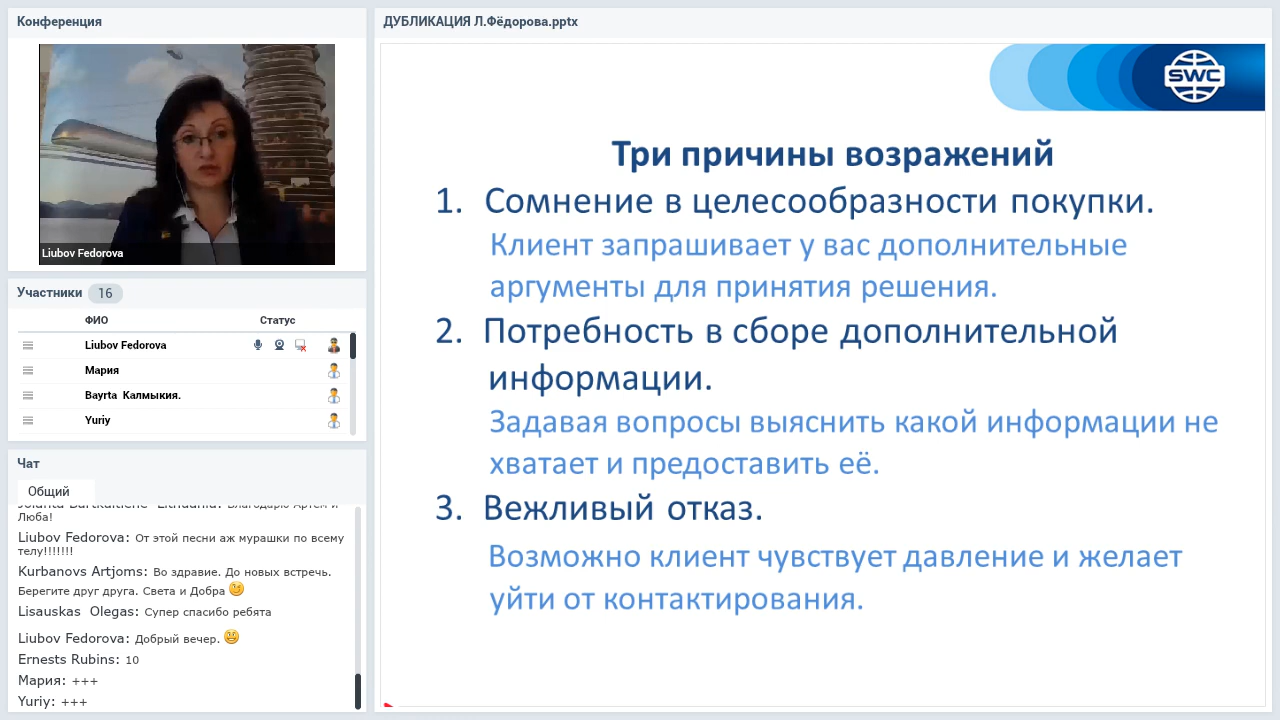 Конференция
Liubov Fedorova
Участники 16
ФИО Статус
Liubov Fedorova
Мария
Bayrta Калмыкия.
Yuriy
Чат
Общий
Благодарю Артём и
Люба!
Liubov Fedorova: От этой песни аж мурашки по всему
телу!!!!!!!
Kurbanovs Artjoms: Во здравие. До новых встречь.
Берегите друг друга. Света и Добра
Lisauskas Olegas: Супер спасибо ребята
Liubov Fedorova: Добрый вечер.
Ernests Rubins: 10
Мария: +++
Yuriy: +++
ДУБЛИКАЦИЯ Л.Фёдорова.pptx
SWC
Три причины возражений
1. Сомнение в целесообразности покупки.
Клиент запрашивает у вас дополнительные
аргументы для принятия решения.
2. Потребность в сборе дополнительной
информации.
Задавая вопросы выяснить какой информации не
хватает и предоставить её.
3. Вежливый отказ.
Возможно клиент чувствует давление и желает
уйти от контактирования.